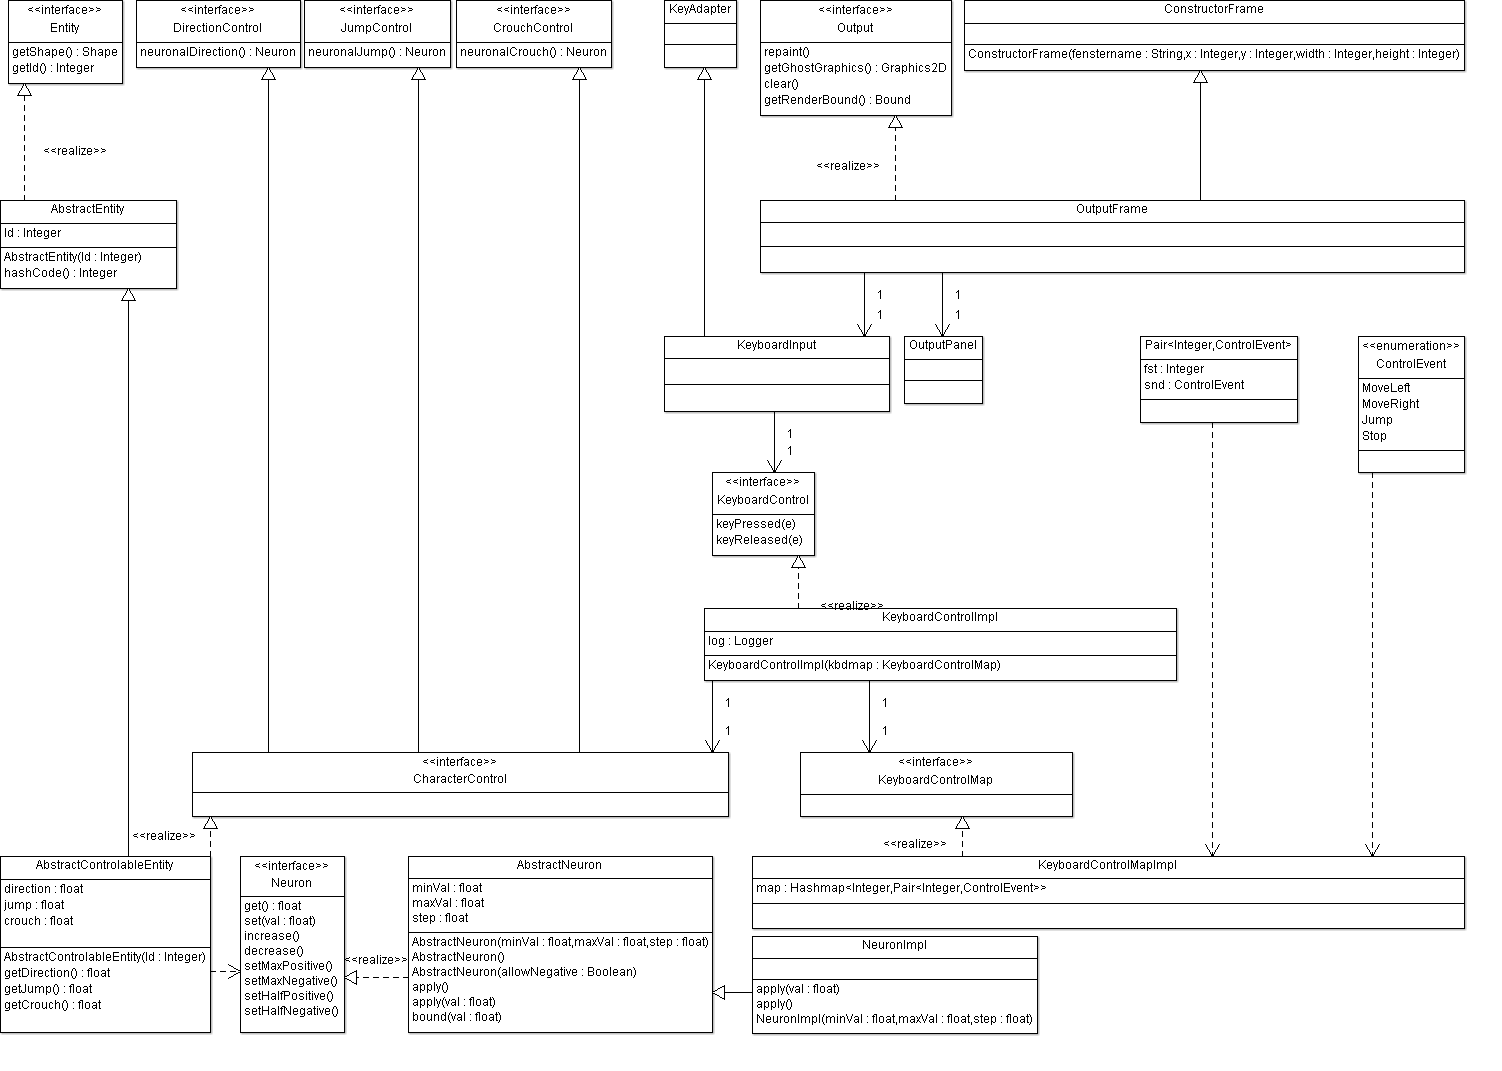 <<interface>>
Entity
getShape() : Shape
getId() : Integer
<<interface>>
DirectionControl
neuronalDirection() : Neuron
<<interface>>
JumpControl
neuronalJump() : Neuron
<<interface>>
CrouchControl
neuronalCrouch() : Neuron
KeyAdapter
<<interface>>
Output
repaint()
getGhostGraphics() : Graphics2D
clear()
getRenderBound() : Bound
ConstructorFrame
ConstructorFrame(fenstername : String,x : Integer,y : Integer,width : Integer,height : Integer)
<<realize>>
<<realize>>
AbstractEntity
Id : Integer
AbstractEntity(Id : Integer)
hashCode() : Integer
OutputFrame
1
1
1
1
KeyboardInput
OutputPanel
Pair<Integer,ControlEvent>
fst : Integer
snd : ControlEvent
<<enumeration>>
ControlEvent
MoveLeft
MoveRight
Jump
Stop
1
1
<<interface>>
KeyboardControl
keyPressed(e)
keyReleased(e)
<<realize>>
KeyboardControlImpl
log : Logger
KeyboardControlImpl(kbdmap : KeyboardControlMap)
1
1
1
1
<<interface>>
CharacterControl
<<interface>>
KeyboardControlMap
<<realize>>
<<realize>>
AbstractControlableEntity
direction : float
jump : float
crouch : float
AbstractControlableEntity(Id : Integer)
getDirection() : float
getJump() : float
getCrouch() : float
<<interface>>
Neuron
get() : float
set(val : float)
increase()
decrease()
setMaxPositive()
setMaxNegative()
setHalfPositive()
setHalfNegative()
<<realize>>
AbstractNeuron
minVal : float
maxVal : float
step : float
AbstractNeuron(minVal : float,maxVal : float,step : float)
AbstractNeuron()
AbstractNeuron(allowNegative : Boolean)
apply()
apply(val : float)
bound(val : float)
KeyboardControlMapImpl
map : Hashmap<Integer,Pair<Integer,ControlEvent>>
NeuronImpl
apply(val : float)
apply()
NeuronImpl(minVal : float,maxVal : float,step : float)